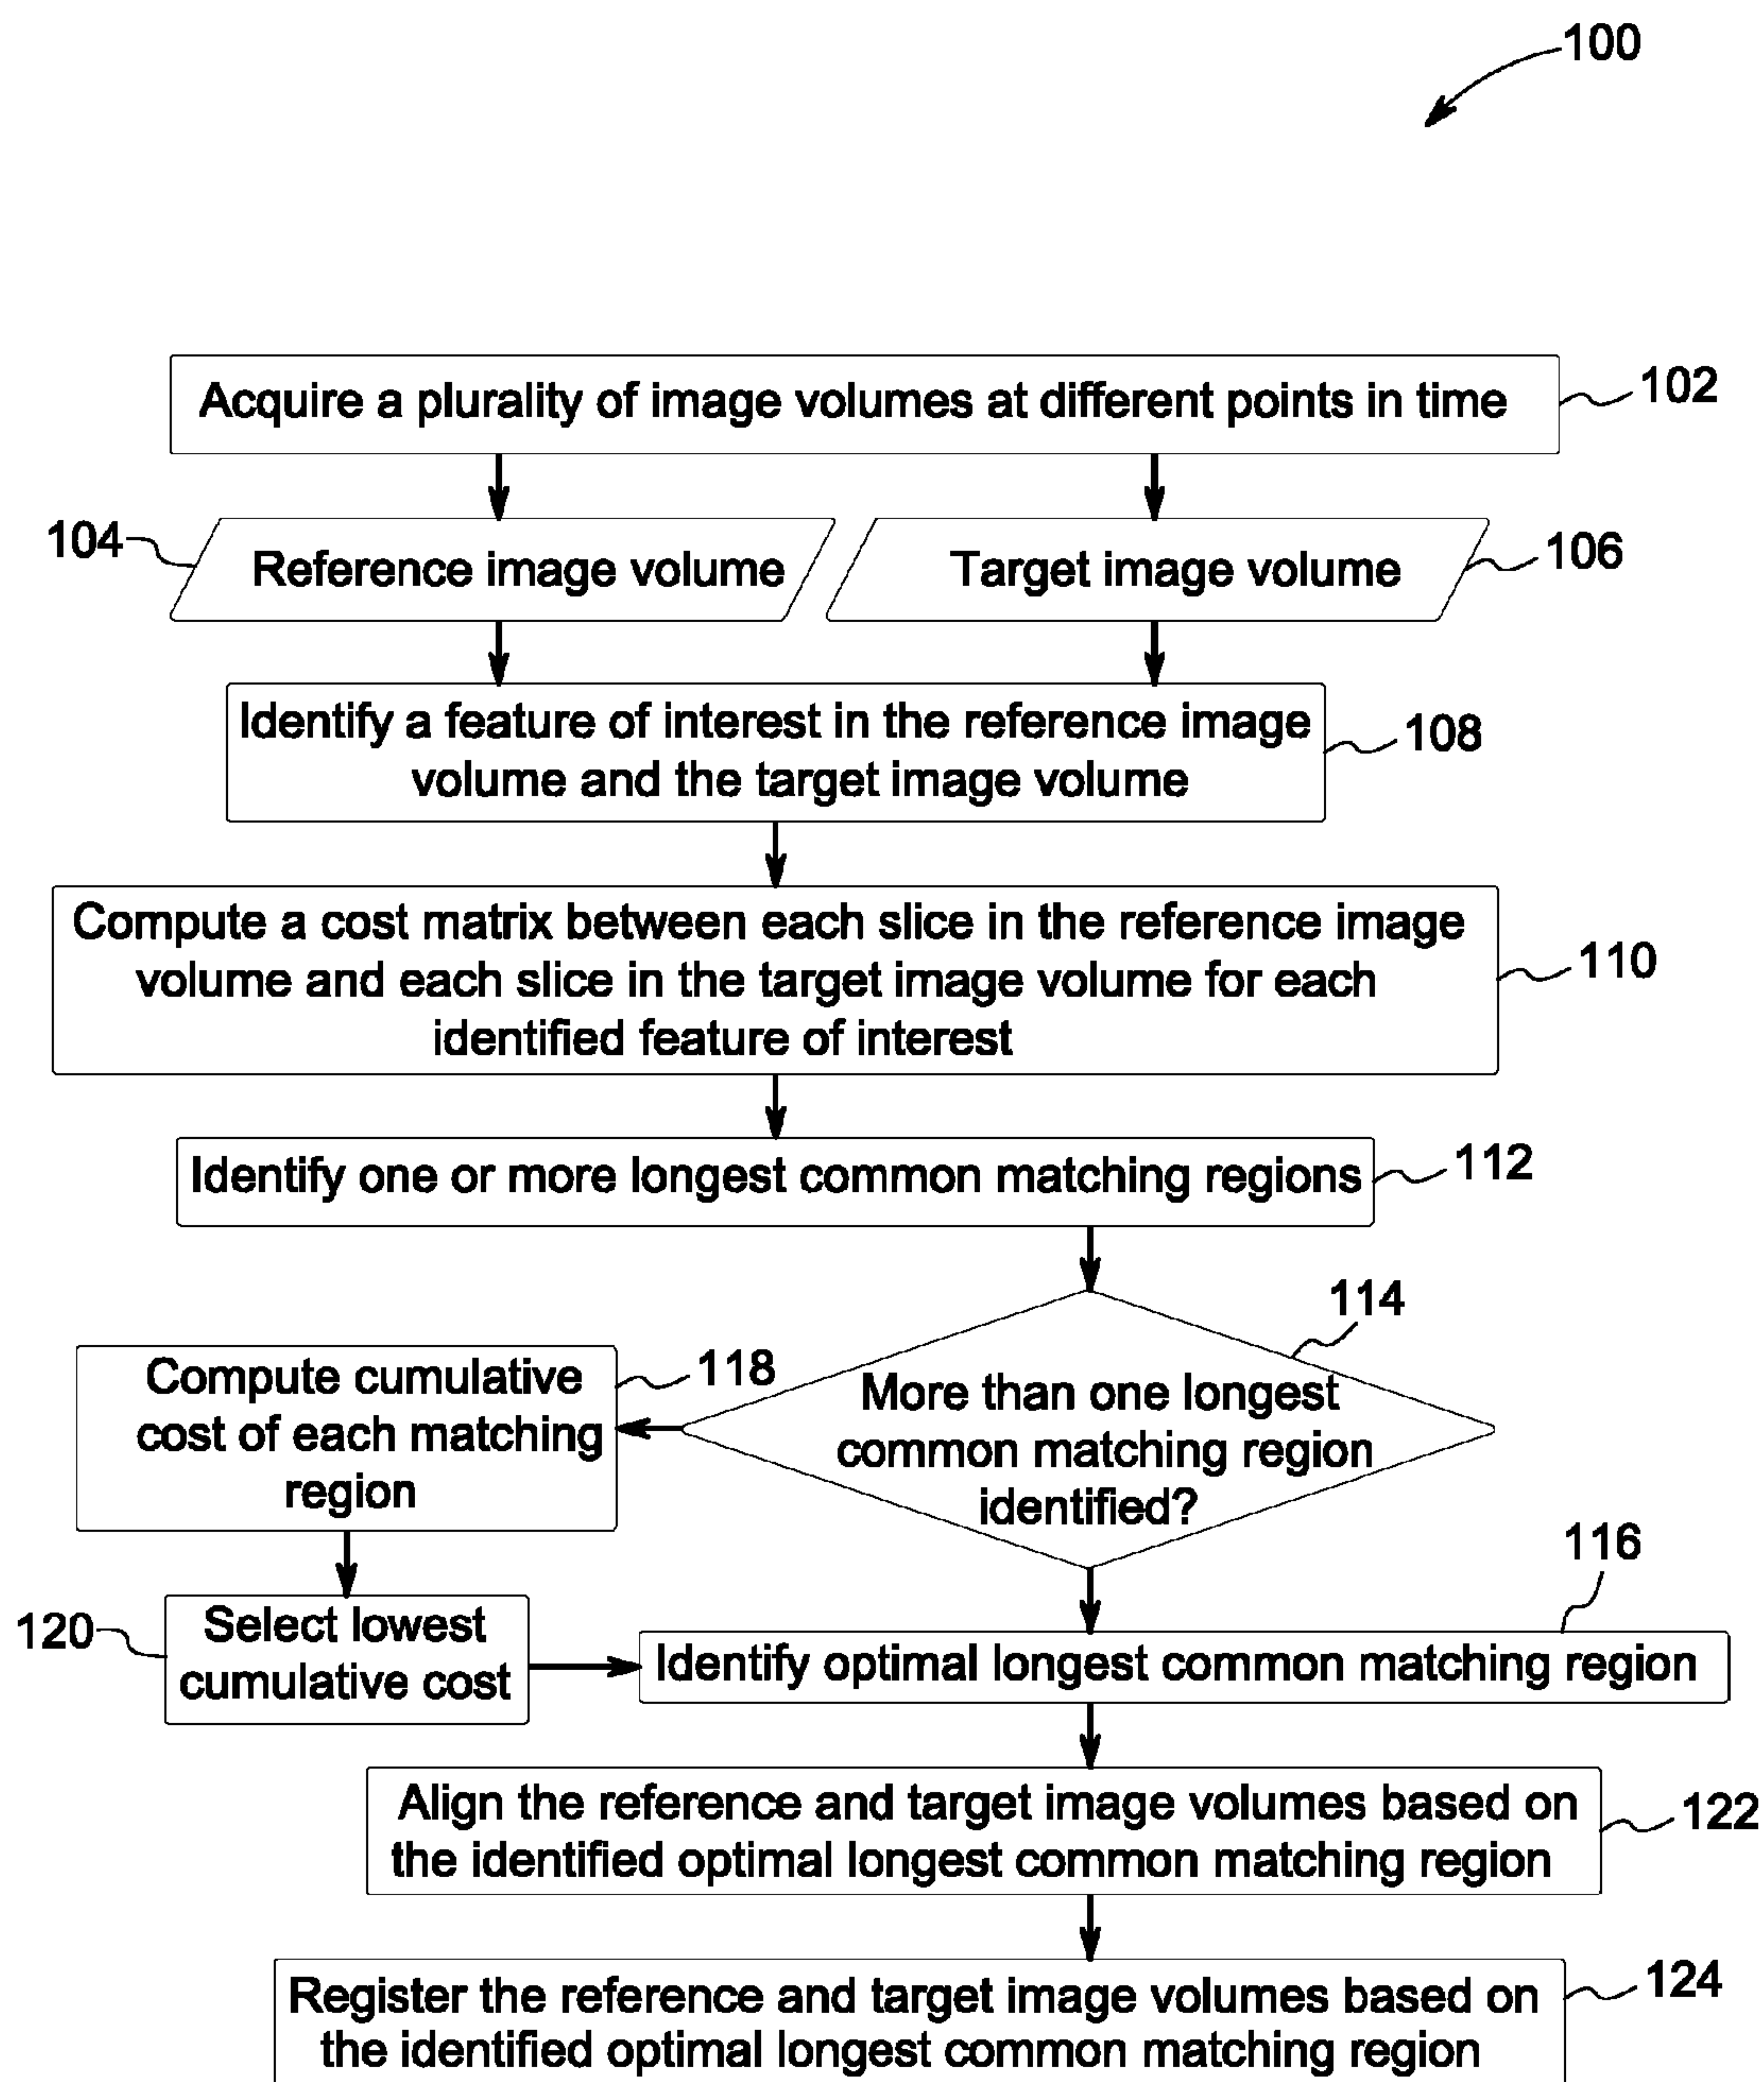 100
Acquire a plurality of image volumes at different points in time
102
104
Reference image volume
Target image volume
106
Identify a feature of interest in the reference image
volume and the target image volume
108
Compute a cost matrix between each slice in the reference image
volume and each slice in the target image volume for each
identified feature of interest
110
Identify one or more longest common matching regions
112
114
More than one longest
common matching region
identified?
118
Compute cumulative
cost of each matching
region
120
Select lowest
cumulative cost
116
Identify optimal longest common matching region
Align the reference and target image volumes based on
the identified optimal longest common matching region
122
Register the reference and target image volumes based on
the identified optimal longest common matching region
124